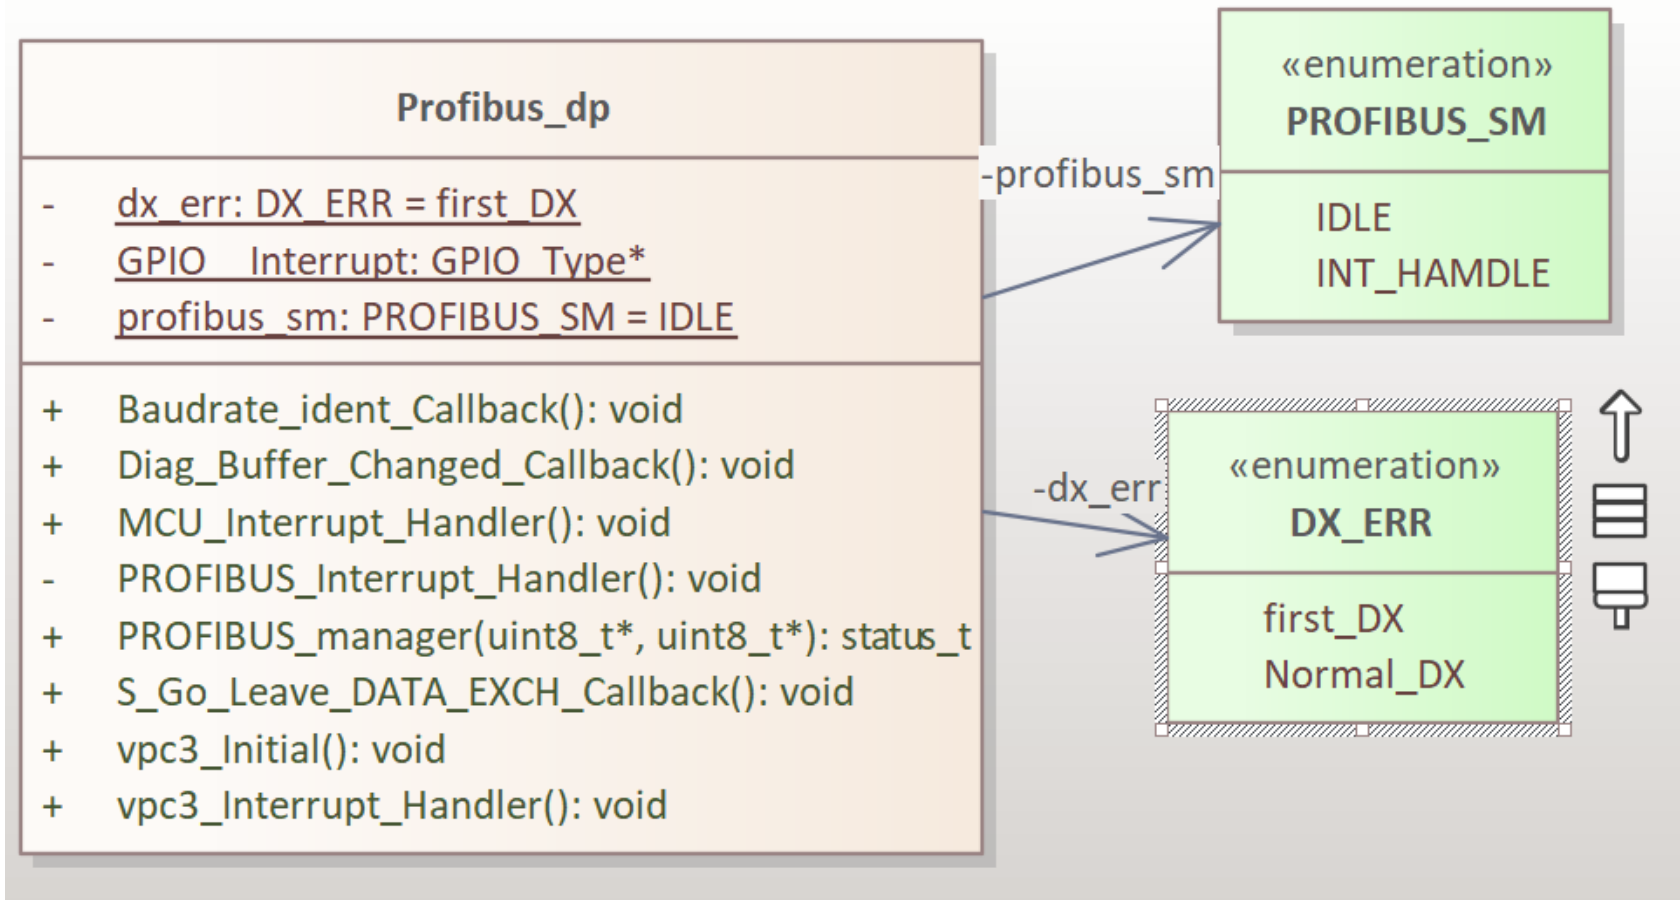 Profibus_dp
- dx_err: DX_ERR = first_DX
- GPIO__Interrupt: GPIO_Type*
- profibus_sm: PROFIBUS_SM = IDLE
+ Baudrate_ident_Callback(): void
+ Diag_Buffer_Changed_Callback(): void
+ MCU_Interrupt_Handler(): void
- PROFIBUS_Interrupt_Handler(): void
+ PROFIBUS_manager(uint8_t*, uint8_t*): status_t
+ S_Go_Leave_DATA_EXCH_Callback(): void
+ vpc3_Initial(): void
+ vpc3_Interrupt_Handler(): void
-profibus_sm
«enumeration»
PROFIBUS_SM
IDLE
INT_HAMDLE
-dx_err
«enumeration»
DX_ERR
first_DX
Normal_DX